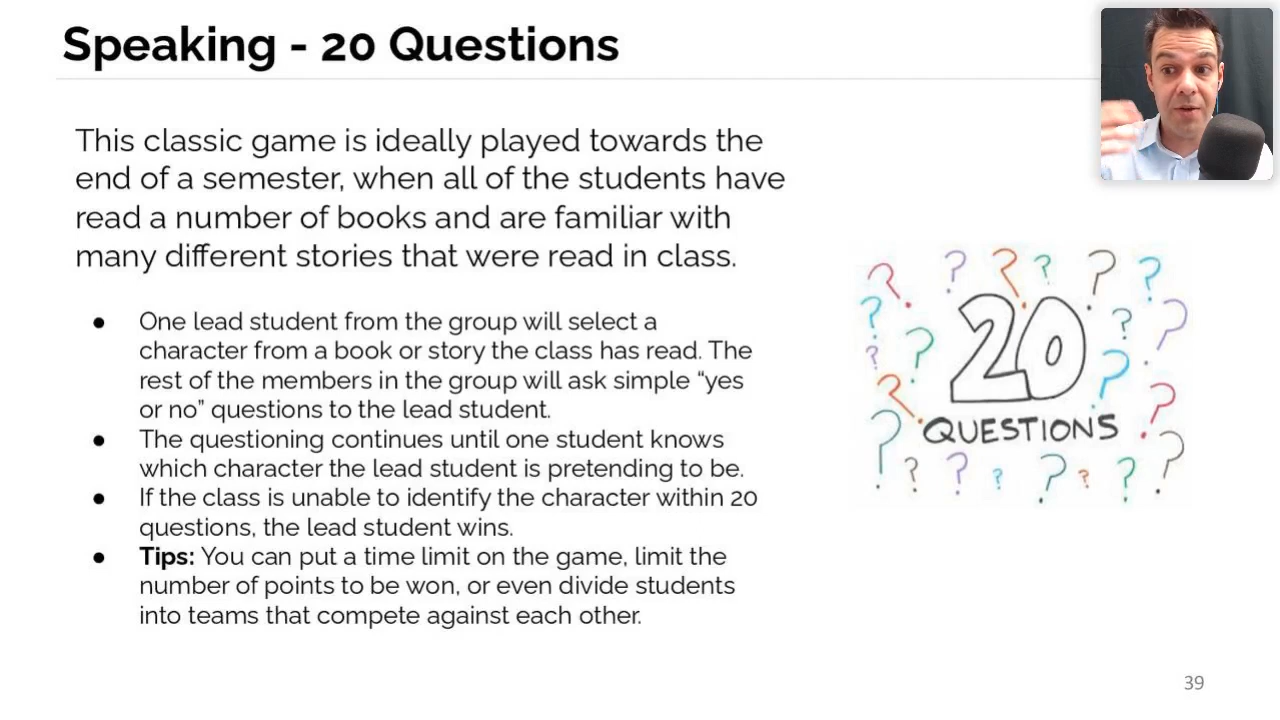 Speaking - 20 Questions
This classic game is ideally played towards the
end of a semester, when all of the students have
read a number of books and are familiar with
many different stories that were read in class.
● One lead student from the group will select a
character from a book or story the class has read. The
rest of the members in the group will ask simple “yes
or no” questions to the lead student.
● The questioning continues until one student knows
which character the lead student is pretending to be.
● If the class is unable to identify the character within 20
questions, the lead student wins.
● Tips: You can put a time limit on the game, limit the
number of points to be won, or even divide students
into teams that compete against each other.
20
QUESTIONS
39